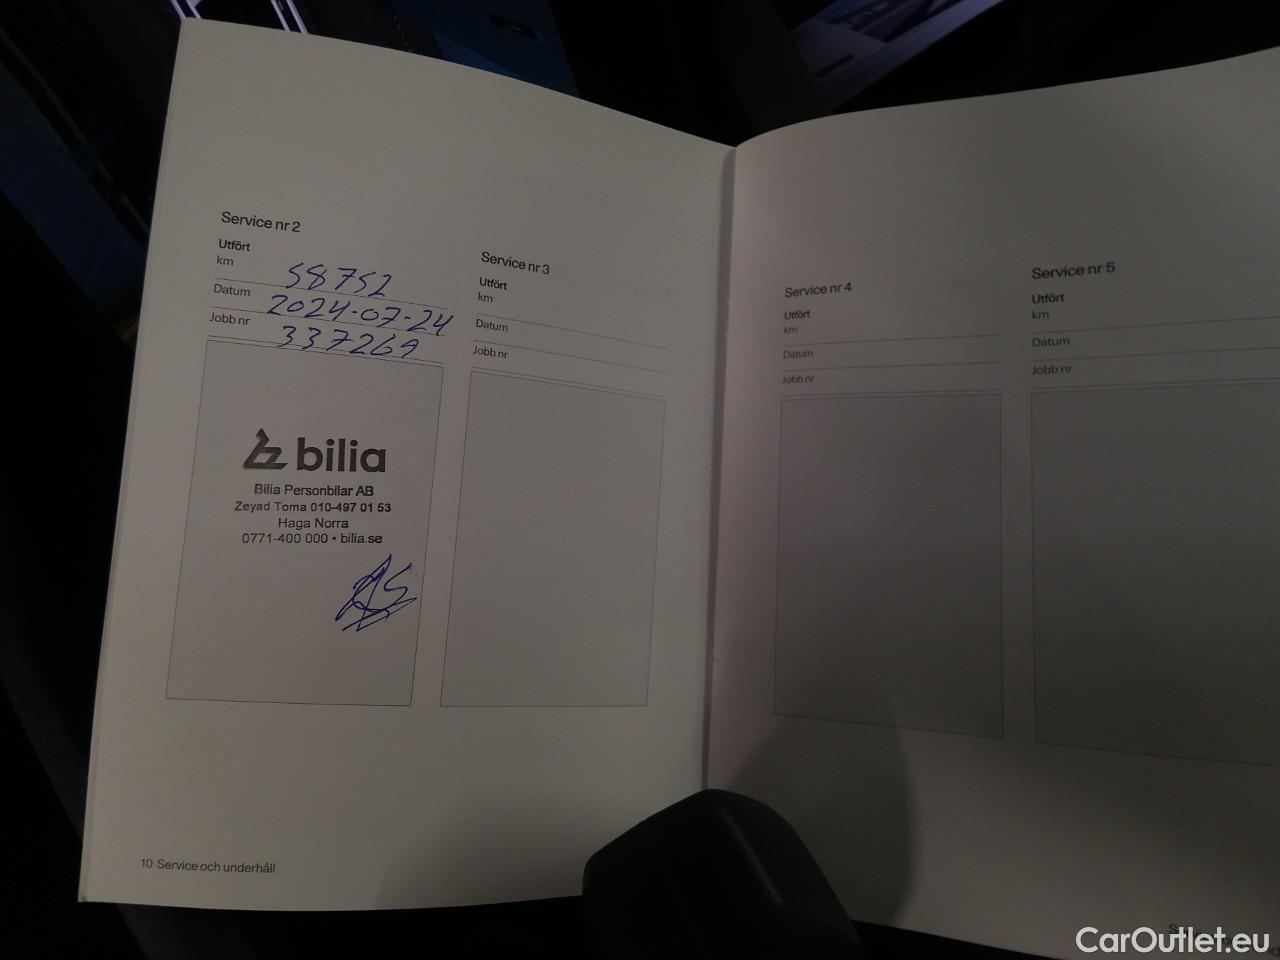 Service nr 2
Utfört
km 58752
Datum 2024-07-24
Jobb nr 337269
bilia
Bilia Personbilar AB
Zeyad Toma 010-497 01 53
Haga Norra
0771-400 000 • bilia.se
Service nr 3
Utfört
km
Datum
Jobb nr
10 Service och underhåll
Service nr 4
Utfört
km
Datum
Jobb nr
Service nr 5
Utfört
km
Datum
Jobb nr
CarOutlet.eu